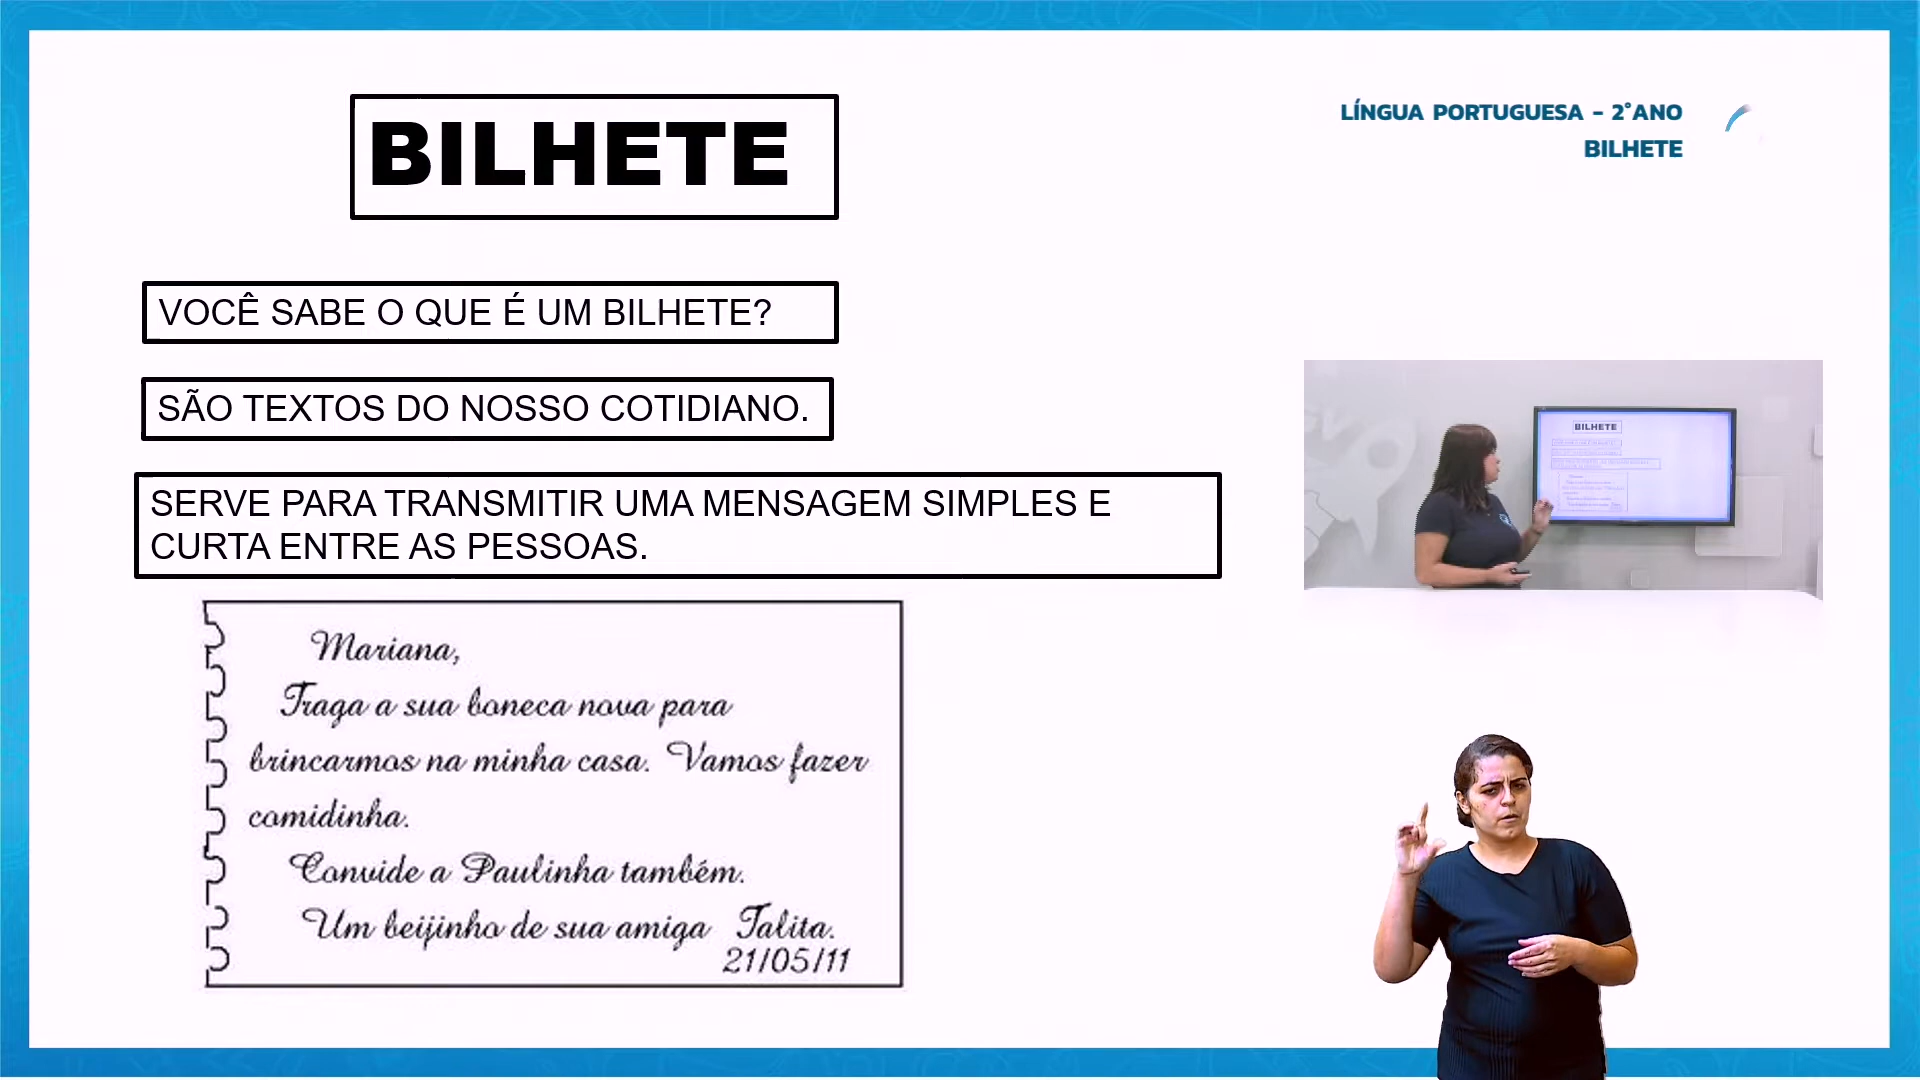 BILHETE
LÍNGUA PORTUGUESA - 2°ANO
BILHETE
VOCÊ SABE O QUE É UM BILHETE?
SÃO TEXTOS DO NOSSO COTIDIANO.
SERVE PARA TRANSMITIR UMA MENSAGEM SIMPLES E
CURTA ENTRE AS PESSOAS.
Mariana,
Traga a sua boneca nova para
brincarmos na minha casa. Vamos fazer
comidinha.
Convide a Paulinha também.
Um beijinho de sua amiga Talita.
21/05/11
BILHETE